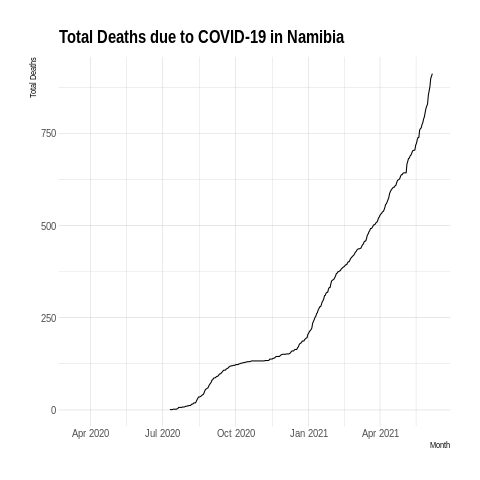 Total Deaths due to COVID-19 in Namibia
Total Deaths
750
500
250
0
Apr 2020 Jul 2020 Oct 2020 Jan 2021 Apr 2021
Month